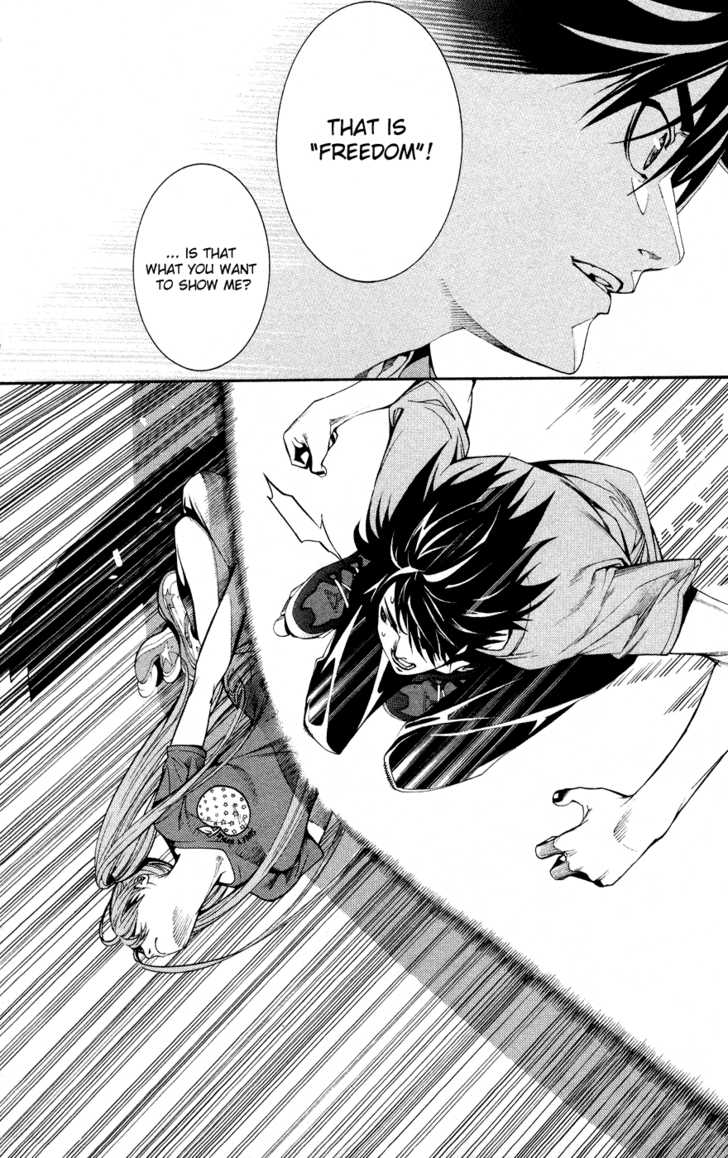 THAT IS
"FREEDOM"!
... IS THAT
WHAT YOU WANT
TO SHOW ME?